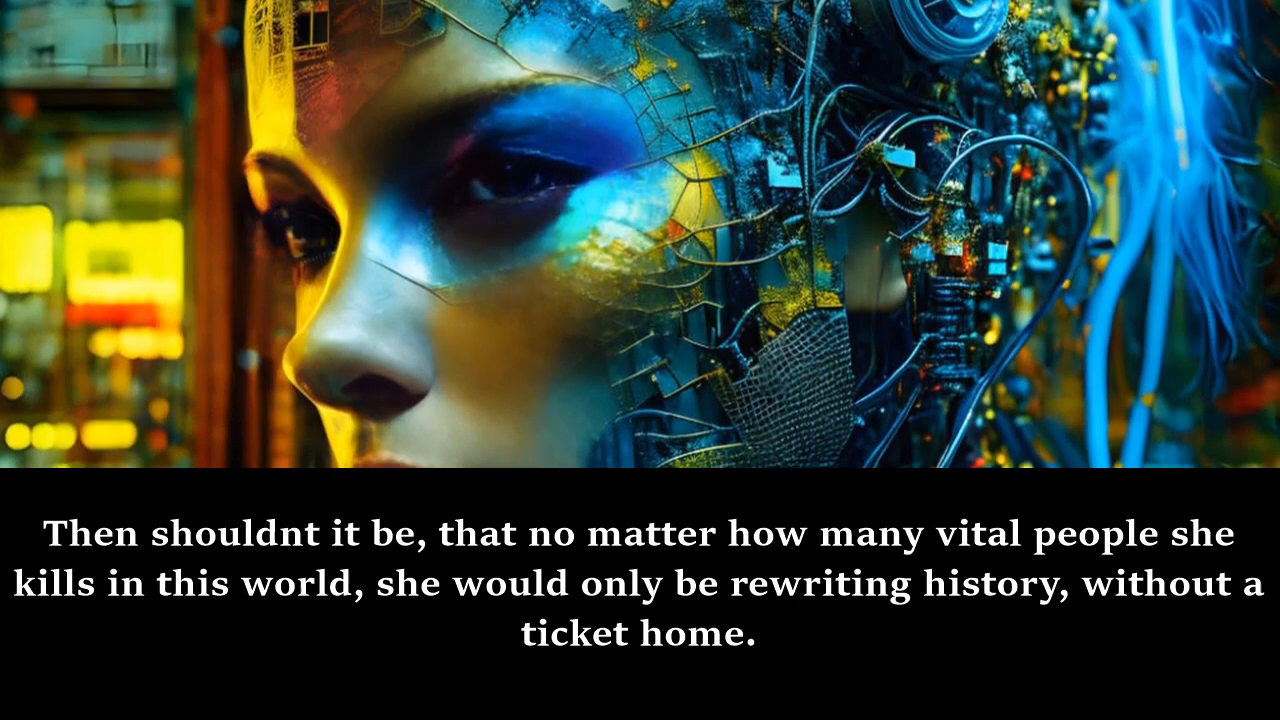 Then shouldnt it be, that no matter how many vital people she
kills in this world, she would only be rewriting history, without a
ticket home.